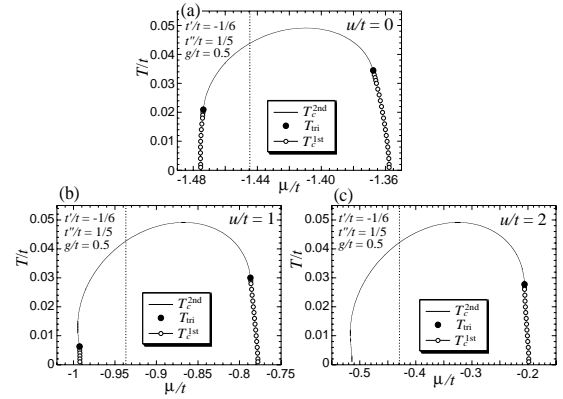 (a)
t'/t = -1/6
t''/t = 1/5
g/t = 0.5
u/t = 0
T/t
0.05
0.04
0.03
0.02
0.01
0
T_c^2nd
T_tri
T_c^1st
-1.48 -1.44 -1.40 -1.36
μ/t
(b)
t'/t = -1/6
t''/t = 1/5
g/t = 0.5
u/t = 1
T/t
0.05
0.04
0.03
0.02
0.01
0
T_c^2nd
T_tri
T_c^1st
-1 -0.95 -0.9 -0.85 -0.8 -0.75
μ/t
(c)
t'/t = -1/6
t''/t = 1/5
g/t = 0.5
u/t = 2
T/t
0.05
0.04
0.03
0.02
0.01
0
T_c^2nd
T_tri
T_c^1st
-0.5 -0.4 -0.3 -0.2
μ/t